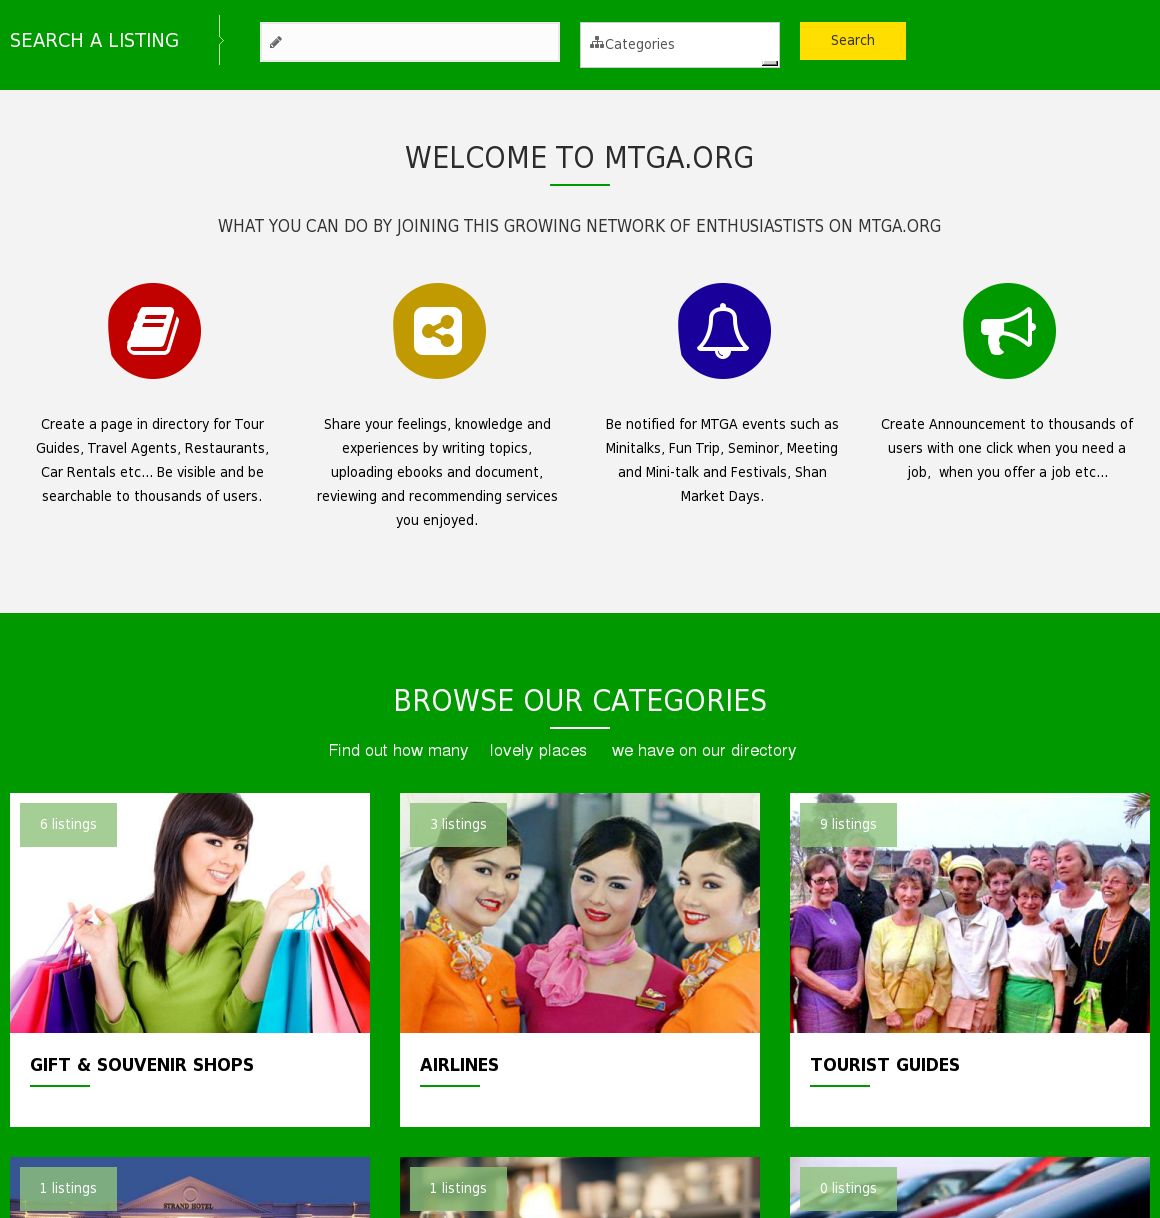 SEARCH A LISTING
Categories
Search
WELCOME TO MTGA.ORG
WHAT YOU CAN DO BY JOINING THIS GROWING NETWORK OF ENTHUSIASTISTS ON MTGA.ORG
Create a page in directory for Tour
Guides, Travel Agents, Restaurants,
Car Rentals etc... Be visible and be
searchable to thousands of users.
Share your feelings, knowledge and
experiences by writing topics,
uploading ebooks and document,
reviewing and recommending services
you enjoyed.
Be notified for MTGA events such as
Minitalks, Fun Trip, Seminor, Meeting
and Mini-talk and Festivals, Shan
Market Days.
Create Announcement to thousands of
users with one click when you need a
job,  when you offer a job etc...
BROWSE OUR CATEGORIES
Find out how many lovely places we have on our directory
6 listings
3 listings
9 listings
GIFT & SOUVENIR SHOPS
AIRLINES
TOURIST GUIDES
1 listings
STRAND HOTEL
1 listings
0 listings